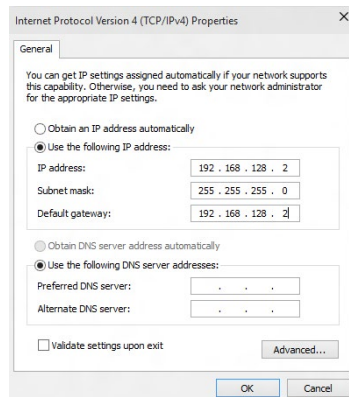 Internet Protocol Version 4 (TCP/IPv4) Properties
General
You can get IP settings assigned automatically if your network supports
this capability. Otherwise, you need to ask your network administrator
for the appropriate IP settings.
Obtain an IP address automatically
Use the following IP address:
IP address: 192 . 168 . 128 . 2
Subnet mask: 255 . 255 . 255 . 0
Default gateway: 192 . 168 . 128 . 2
Obtain DNS server address automatically
Use the following DNS server addresses:
Preferred DNS server: . . .
Alternate DNS server: . . .
Validate settings upon exit
Advanced...
OK Cancel